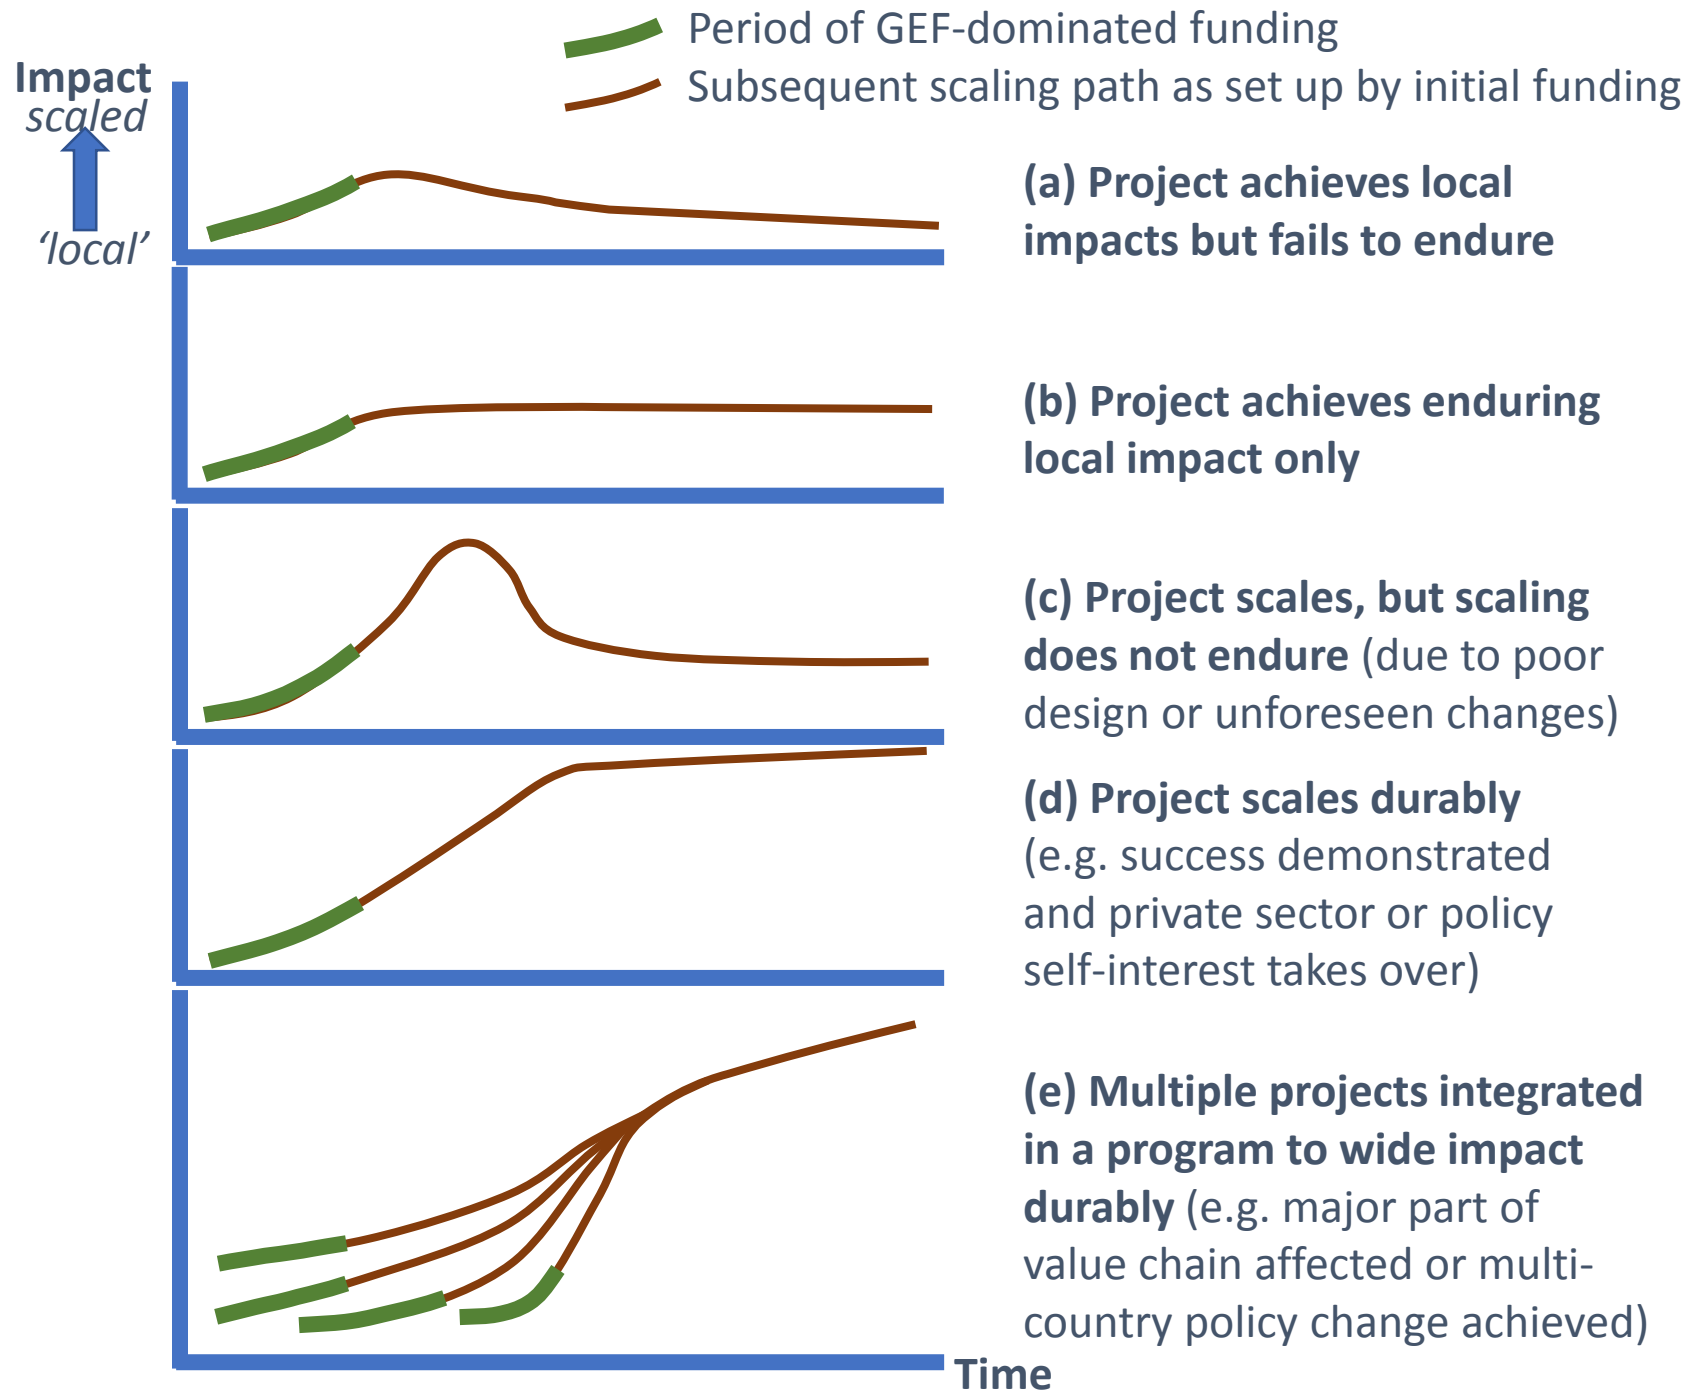 Period of GEF-dominated funding
Subsequent scaling path as set up by initial funding
Impact
scaled
‘local’
(a) Project achieves local
impacts but fails to endure
(b) Project achieves enduring
local impact only
(c) Project scales, but scaling
does not endure (due to poor
design or unforeseen changes)
(d) Project scales durably
(e.g. success demonstrated
and private sector or policy
self-interest takes over)
(e) Multiple projects integrated
in a program to wide impact
durably (e.g. major part of
value chain affected or multi-
country policy change achieved)
Time